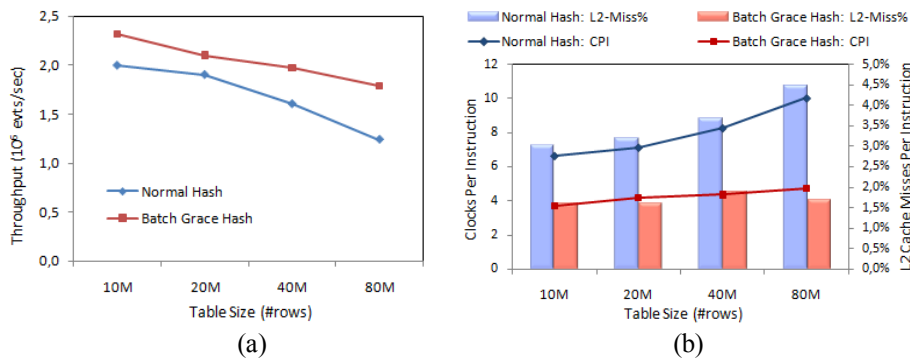 2,5
2,0
1,5
1,0
0,5
0,0
Throughput (10⁶ evts/sec)
Normal Hash
Batch Grace Hash
10M 20M 40M 80M
Table Size (#rows)
(a)
Normal Hash: L2-Miss% Batch Grace Hash: L2-Miss%
Normal Hash: CPI Batch Grace Hash: CPI
12
10
8
6
4
2
0
Clocks Per Instruction
5,0%
4,5%
4,0%
3,5%
3,0%
2,5%
2,0%
1,5%
1,0%
0,5%
0,0%
L2 Cache Misses Per Instruction
10M 20M 40M 80M
Table Size (#rows)
(b)